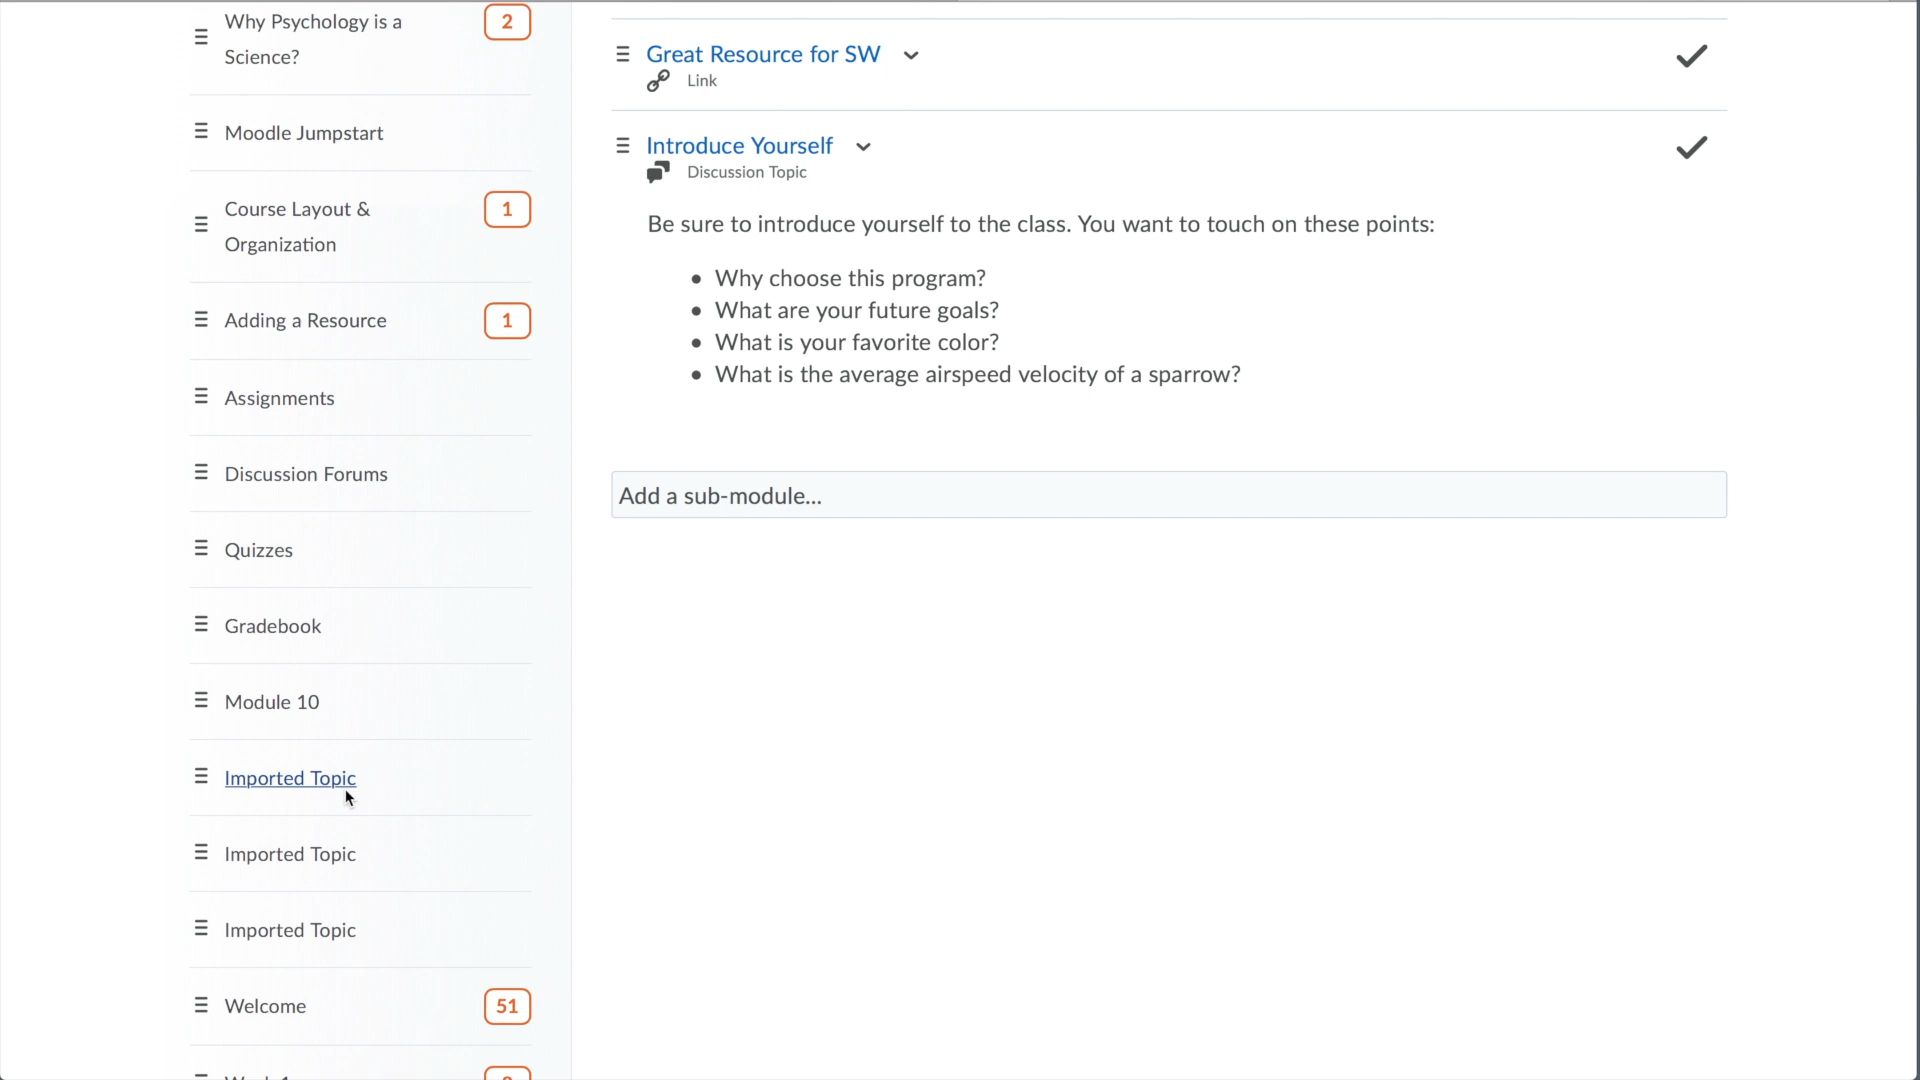 Why Psychology is a
Science?
2
Moodle Jumpstart
Course Layout &
Organization
1
Adding a Resource
1
Assignments
Discussion Forums
Quizzes
Gradebook
Module 10
Imported Topic
Imported Topic
Imported Topic
Welcome
51
Great Resource for SW
Link
Introduce Yourself
Discussion Topic
Be sure to introduce yourself to the class. You want to touch on these points:
• Why choose this program?
• What are your future goals?
• What is your favorite color?
• What is the average airspeed velocity of a sparrow?
Add a sub-module...